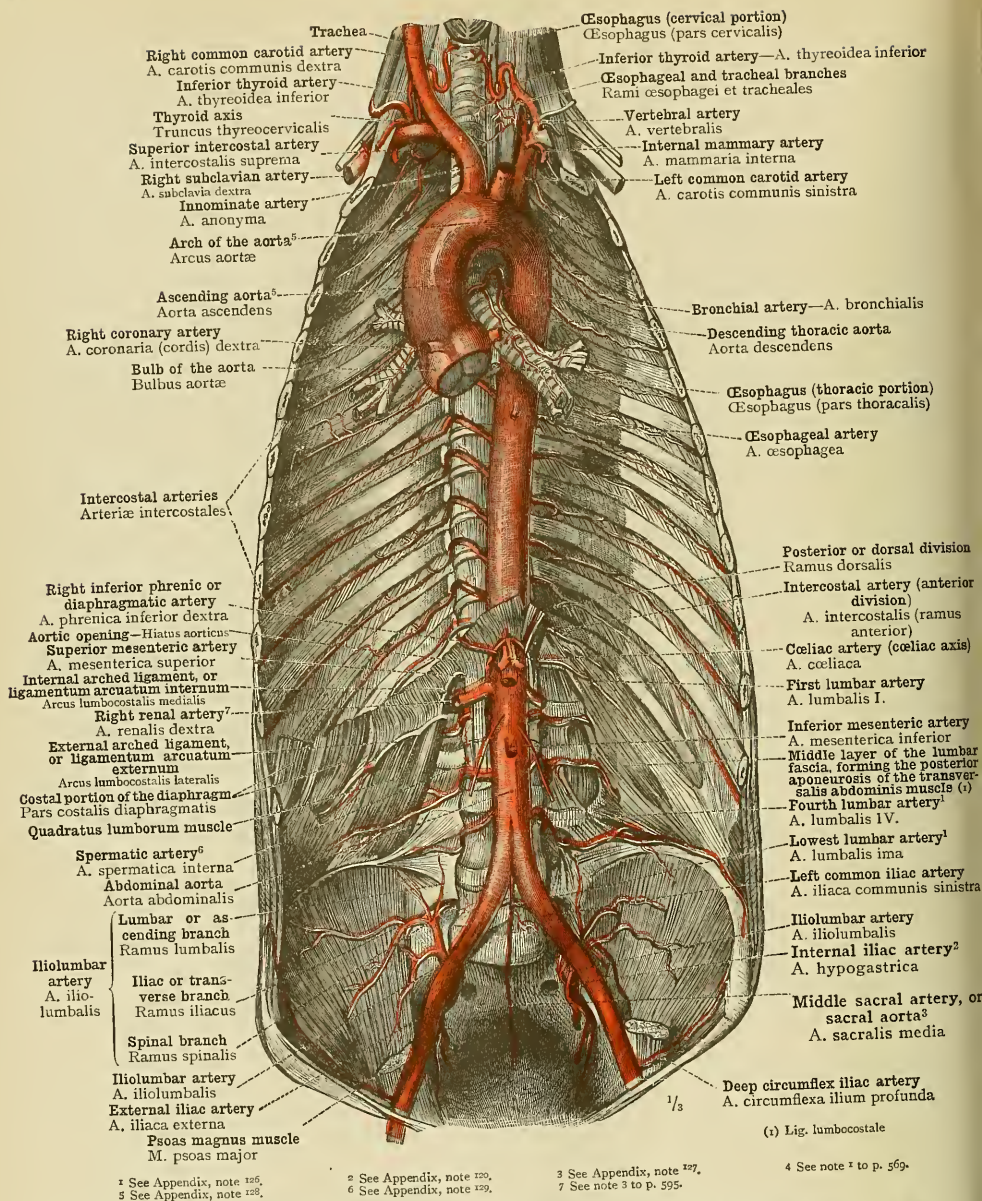 Trachea
Right common carotid artery
A. carotis communis dextra
Inferior thyroid artery
A. thyreoidea inferior
Thyroid axis
Truncus thyreocervicalis
Superior intercostal artery
A. intercostalis suprema
Right subclavian artery
A. subclavia dextra
Innominate artery
A. anonyma
Arch of the aorta⁵
Arcus aortæ
Ascending aorta⁵
Aorta ascendens
Right coronary artery
A. coronaria (cordis) dextra
Bulb of the aorta
Bulbus aortæ
Intercostal arteries
Arteriæ intercostales
Right inferior phrenic or
diaphragmatic artery
A. phrenica inferior dextra
Aortic opening—Hiatus aorticus
Superior mesenteric artery
A. mesenterica superior
Internal arched ligament, or
ligamentum arcuatum internum
Arcus lumbocostalis medialis
Right renal artery⁷
A. renalis dextra
External arched ligament,
or ligamentum arcuatum
externum
Arcus lumbocostalis lateralis
Costal portion of the diaphragm
Pars costalis diaphragmatis
Quadratus lumborum muscle
Spermatic artery⁶
A. spermatica interna
Abdominal aorta
Aorta abdominalis
Iliolumbar
artery
A. ilio-
lumbalis
Lumbar or as-
cending branch
Ramus lumbalis
Iliac or trans-
verse branch
Ramus iliacus
Spinal branch
Ramus spinalis
Iliolumbar artery
A. iliolumbalis
External iliac artery
A. iliaca externa
Psoas magnus muscle
M. psoas major
Œsophagus (cervical portion)
Œsophagus (pars cervicalis)
Inferior thyroid artery—A. thyreoidea inferior
Œsophageal and tracheal branches
Rami œsophagei et tracheales
Vertebral artery
A. vertebralis
Internal mammary artery
A. mammaria interna
Left common carotid artery
A. carotis communis sinistra
Bronchial artery—A. bronchialis
Descending thoracic aorta
Aorta descendens
Œsophagus (thoracic portion)
Œsophagus (pars thoracalis)
Œsophageal artery
A. œsophagea
Posterior or dorsal division
Ramus dorsalis
Intercostal artery (anterior
division)
A. intercostalis (ramus
anterior)
Cœliac artery (cœliac axis)
A. cœliaca
First lumbar artery
A. lumbalis I.
Inferior mesenteric artery
A. mesenterica inferior
Middle layer of the lumbar
fascia, forming the posterior
aponeurosis of the transver-
salis abdominis muscle (1)
Fourth lumbar artery¹
A. lumbalis IV.
Lowest lumbar artery¹
A. lumbalis ima
Left common iliac artery
A. iliaca communis sinistra
Iliolumbar artery
A. iliolumbalis
Internal iliac artery²
A. hypogastrica
Middle sacral artery, or
sacral aorta³
A. sacralis media
Deep circumflex iliac artery
A. circumflexa ilium profunda
1/3
(1) Lig. lumbocostale
1 See Appendix, note 126.
2 See Appendix, note 120.
3 See Appendix, note 127.
4 See note 1 to p. 569.
5 See Appendix, note 128.
6 See Appendix, note 129.
7 See note 3 to p. 595.